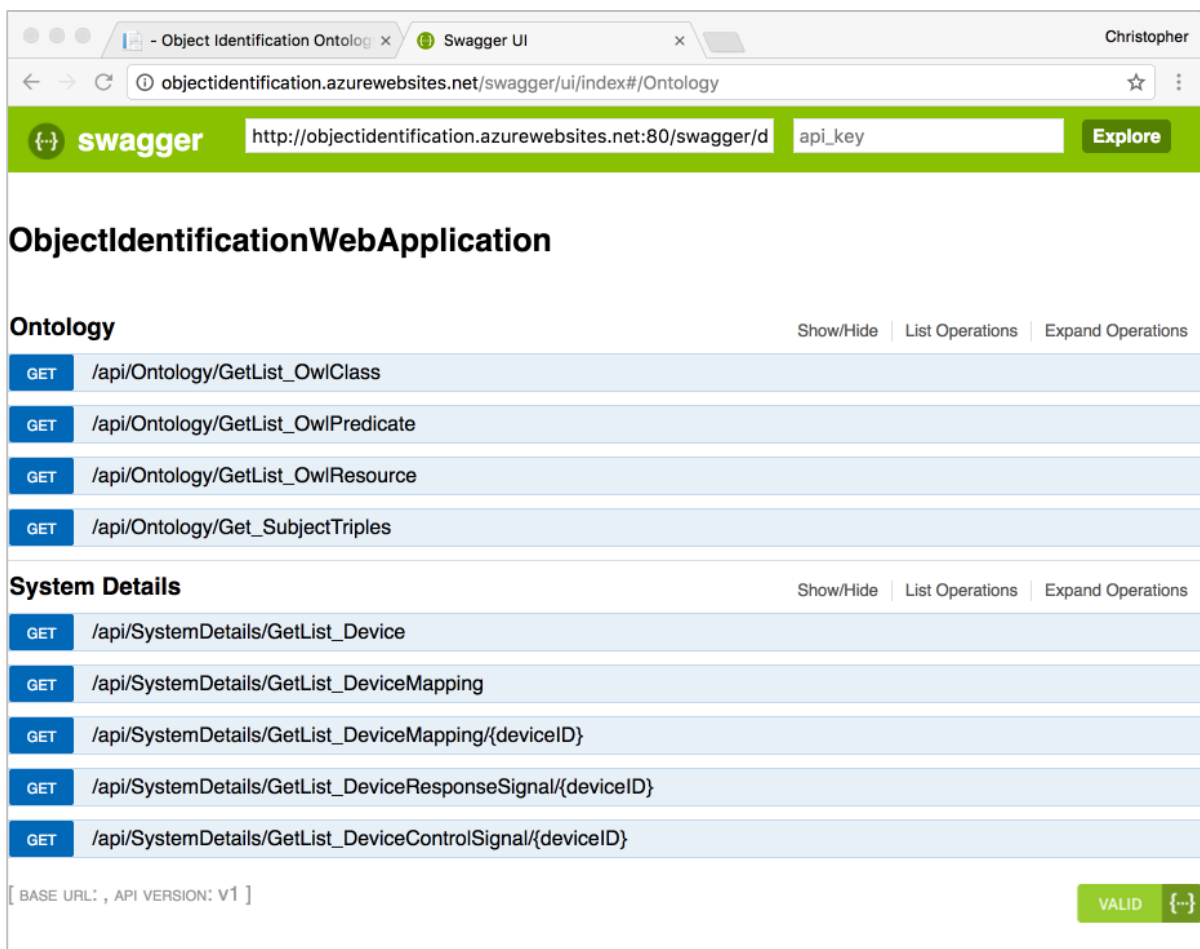 - Object Identification Ontolog ×
Swagger UI ×
Christopher
objectidentification.azurewebsites.net/swagger/ui/index#/Ontology
{···} swagger http://objectidentification.azurewebsites.net:80/swagger/d api_key Explore
ObjectIdentificationWebApplication
Ontology Show/Hide List Operations Expand Operations
GET /api/Ontology/GetList_OwlClass
GET /api/Ontology/GetList_OwlPredicate
GET /api/Ontology/GetList_OwlResource
GET /api/Ontology/Get_SubjectTriples
System Details Show/Hide List Operations Expand Operations
GET /api/SystemDetails/GetList_Device
GET /api/SystemDetails/GetList_DeviceMapping
GET /api/SystemDetails/GetList_DeviceMapping/{deviceID}
GET /api/SystemDetails/GetList_DeviceResponseSignal/{deviceID}
GET /api/SystemDetails/GetList_DeviceControlSignal/{deviceID}
[ BASE URL: , API VERSION: V1 ] VALID {···}